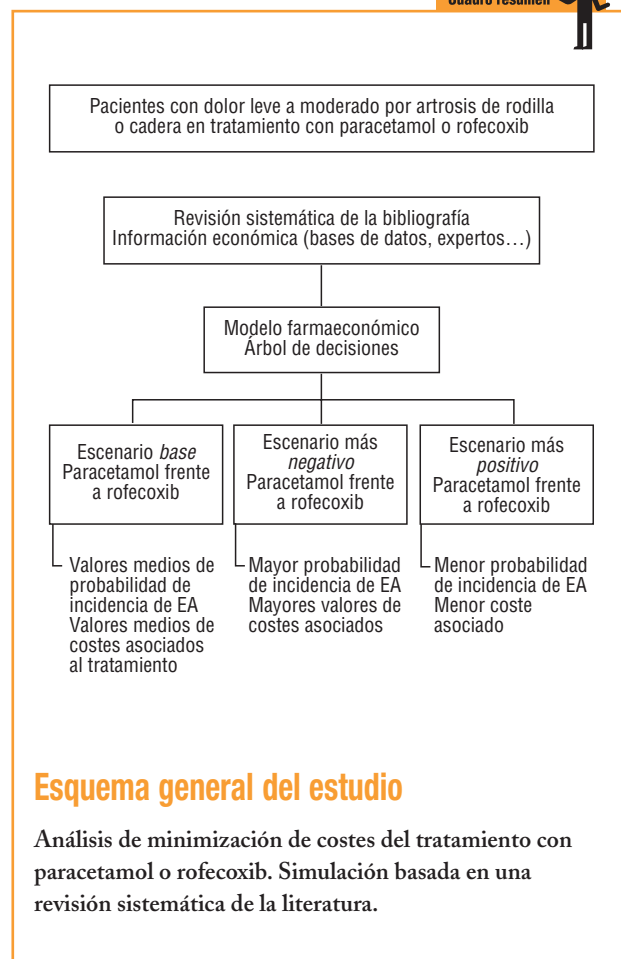 Cuadro resumen
Pacientes con dolor leve a moderado por artrosis de rodilla
o cadera en tratamiento con paracetamol o rofecoxib
Revisión sistemática de la bibliografía
Información económica (bases de datos, expertos…)
Modelo farmaeconómico
Árbol de decisiones
Escenario base
Paracetamol frente
a rofecoxib
Escenario más
negativo
Paracetamol frente
a rofecoxib
Escenario más
positivo
Paracetamol frente
a rofecoxib
Valores medios de
probabilidad de
incidencia de EA
Valores medios de
costes asociados
al tratamiento
Mayor probabilidad
de incidencia de EA
Mayores valores de
costes asociados
Menor probabilidad
de incidencia de EA
Menor coste
asociado
Esquema general del estudio
Análisis de minimización de costes del tratamiento con
paracetamol o rofecoxib. Simulación basada en una
revisión sistemática de la literatura.